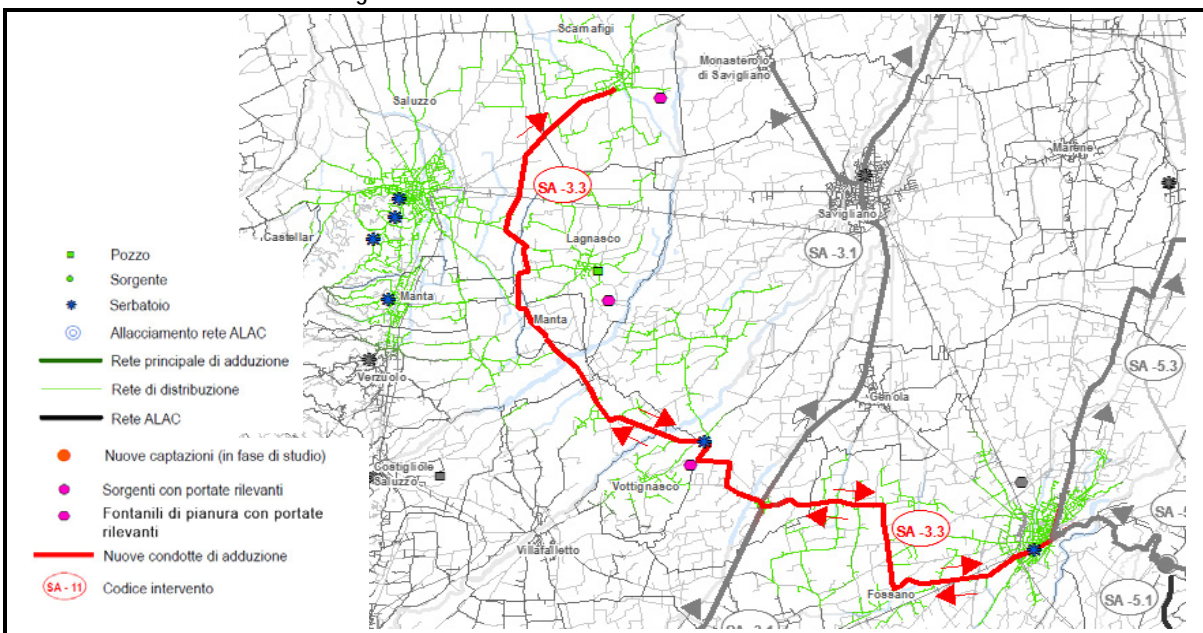 Scarnafigi
Monasterolo
di Savigliano
Saluzzo
Marene
SA -3.3
Savigliano
Castellar
Lagnasco
SA -3.1
Pozzo
Sorgente
Serbatoio
Manta
Manta
Allacciamento rete ALAC
Rete principale di adduzione
Verzuolo
SA -5.3
Rete di distribuzione
Genola
Rete ALAC
Nuove captazioni (in fase di studio)
Costigliole
Saluzzo
Sorgenti con portate rilevanti
Vottignasco
Fontanili di pianura con portate
rilevanti
SA -3.3
Villafalletto
Nuove condotte di adduzione
SA - 11
Codice intervento
Fossano
SA -5.1